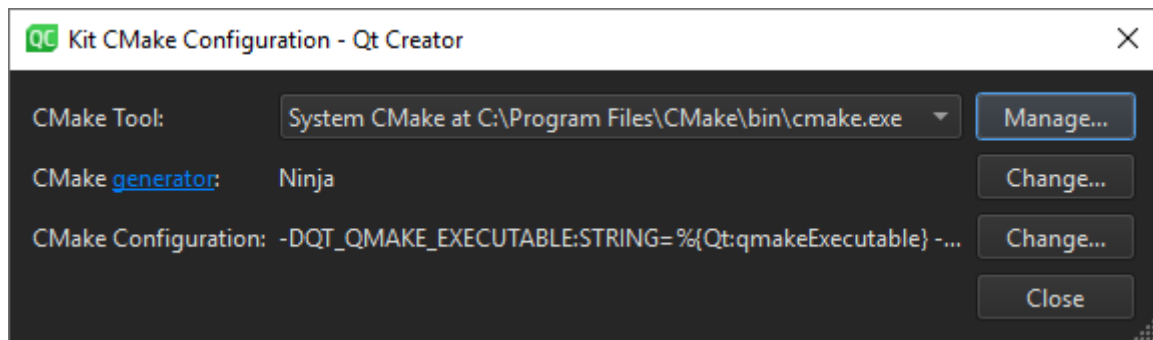 QC Kit CMake Configuration - Qt Creator
CMake Tool: System CMake at C:\Program Files\CMake\bin\cmake.exe Manage...
CMake generator: Ninja Change...
CMake Configuration: -DQT_QMAKE_EXECUTABLE:STRING=%{Qt:qmakeExecutable} -... Change...
Close